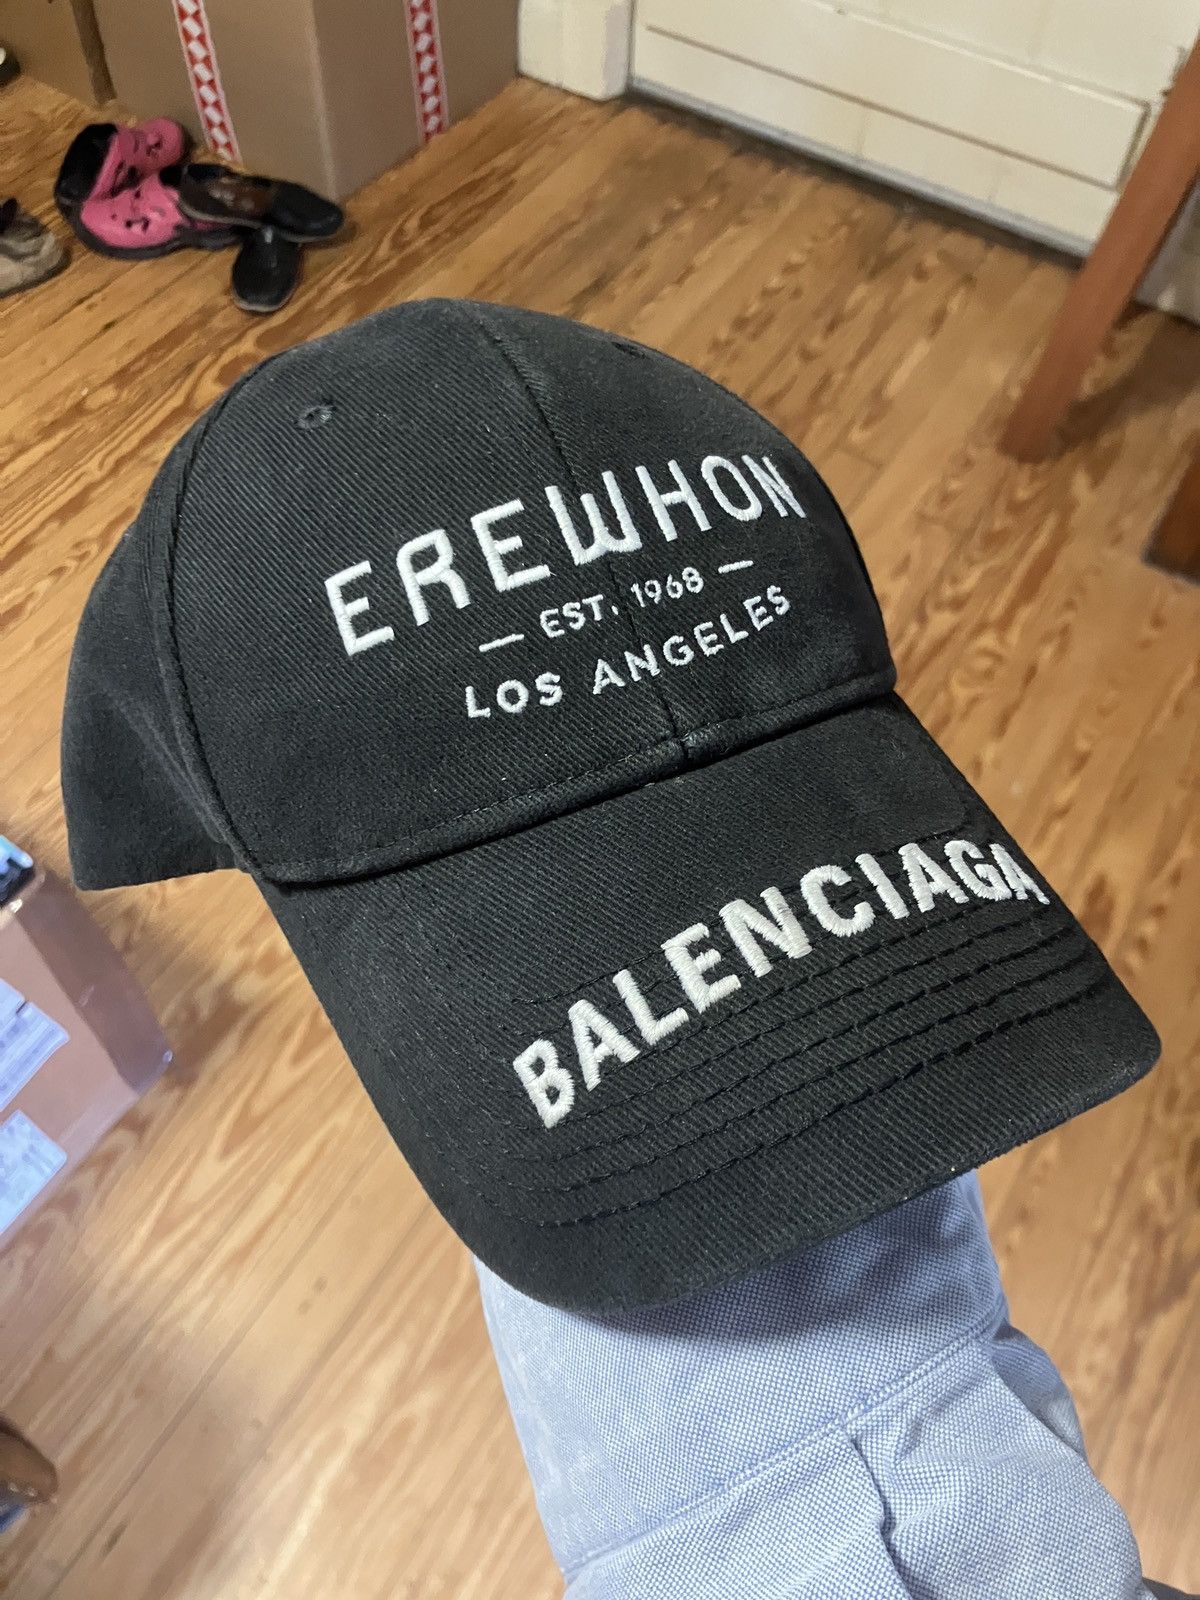 EREWHON
— EST. 1968 —
LOS ANGELES
BALENCIAGA